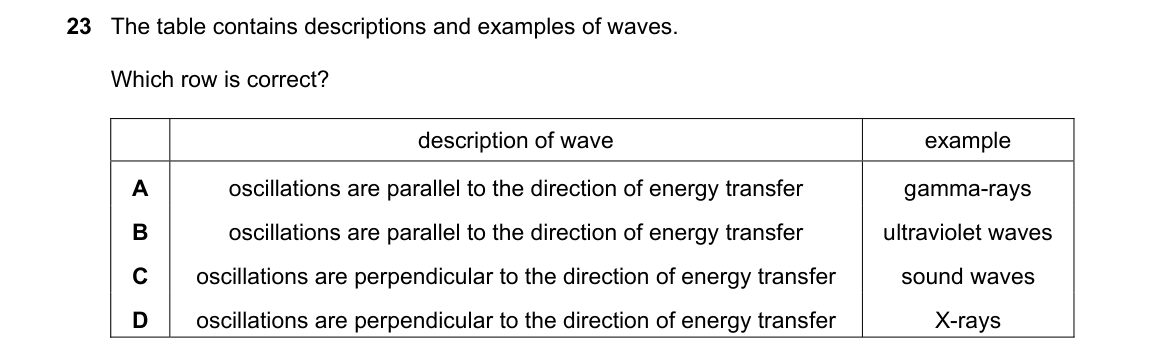 23 The table contains descriptions and examples of waves.
Which row is correct?
description of wave example
A oscillations are parallel to the direction of energy transfer gamma-rays
B oscillations are parallel to the direction of energy transfer ultraviolet waves
C oscillations are perpendicular to the direction of energy transfer sound waves
D oscillations are perpendicular to the direction of energy transfer X-rays